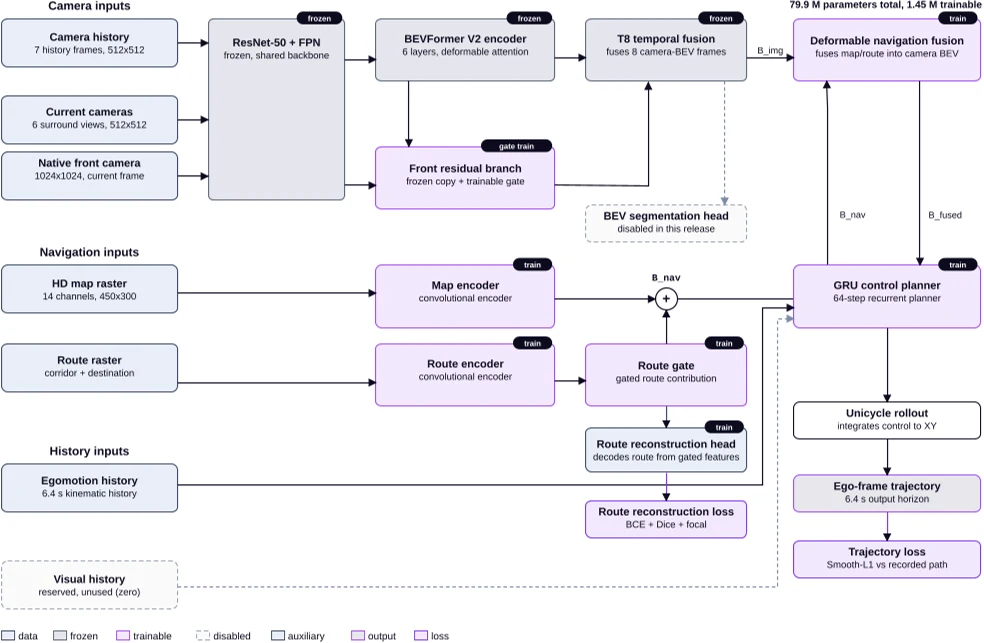 Camera inputs
79.9 M parameters total, 1.45 M trainable
frozen
frozen
frozen
train
Camera history
7 history frames, 512x512
ResNet-50 + FPN
frozen, shared backbone
BEVFormer V2 encoder
6 layers, deformable attention
T8 temporal fusion
fuses 8 camera-BEV frames
B_img
Deformable navigation fusion
fuses map/route into camera BEV
Current cameras
6 surround views, 512x512
Native front camera
1024x1024, current frame
gate train
Front residual branch
frozen copy + trainable gate
BEV segmentation head
disabled in this release
B_nav
B_fused
Navigation inputs
HD map raster
14 channels, 450x300
train
Map encoder
convolutional encoder
B_nav
+
train
GRU control planner
64-step recurrent planner
Route raster
corridor + destination
train
Route encoder
convolutional encoder
train
Route gate
gated route contribution
Unicycle rollout
integrates control to XY
train
Route reconstruction head
decodes route from gated features
History inputs
Egomotion history
6.4 s kinematic history
Ego-frame trajectory
6.4 s output horizon
Route reconstruction loss
BCE + Dice + focal
Trajectory loss
Smooth-L1 vs recorded path
Visual history
reserved, unused (zero)
data
frozen
trainable
disabled
auxiliary
output
loss